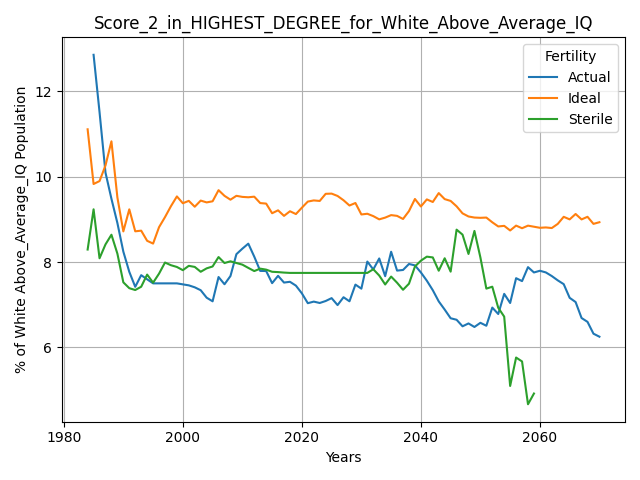 Score_2_in_HIGHEST_DEGREE_for_White_Above_Average_IQ
Fertility
Actual
Ideal
Sterile
% of White Above_Average_IQ Population
12
10
8
6
1980
2000
2020
2040
2060
Years